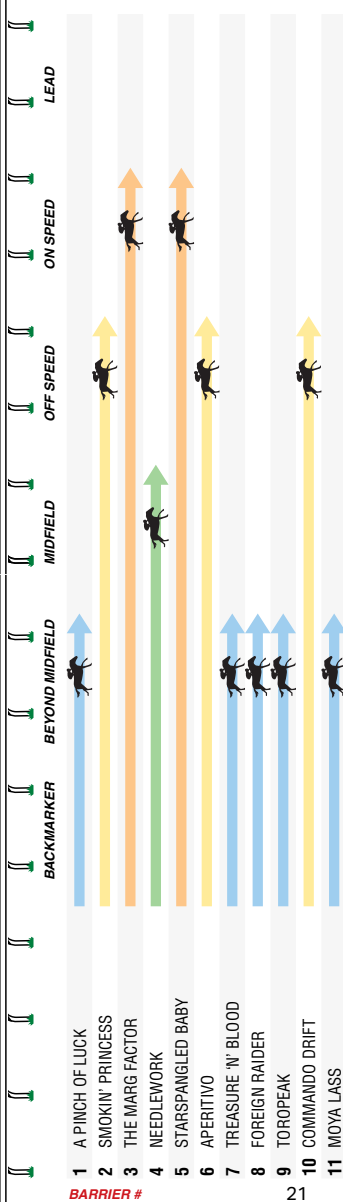 LEAD
ON SPEED
OFF SPEED
MIDFIELD
BEYOND MIDFIELD
BACKMARKER
1 A PINCH OF LUCK
2 SMOKIN' PRINCESS
3 THE MARG FACTOR
4 NEEDLEWORK
5 STARSPANGLED BABY
6 APERITIVO
7 TREASURE 'N' BLOOD
8 FOREIGN RAIDER
9 TOROPEAK
10 COMMANDO DRIFT
11 MOYA LASS
BARRIER #
21